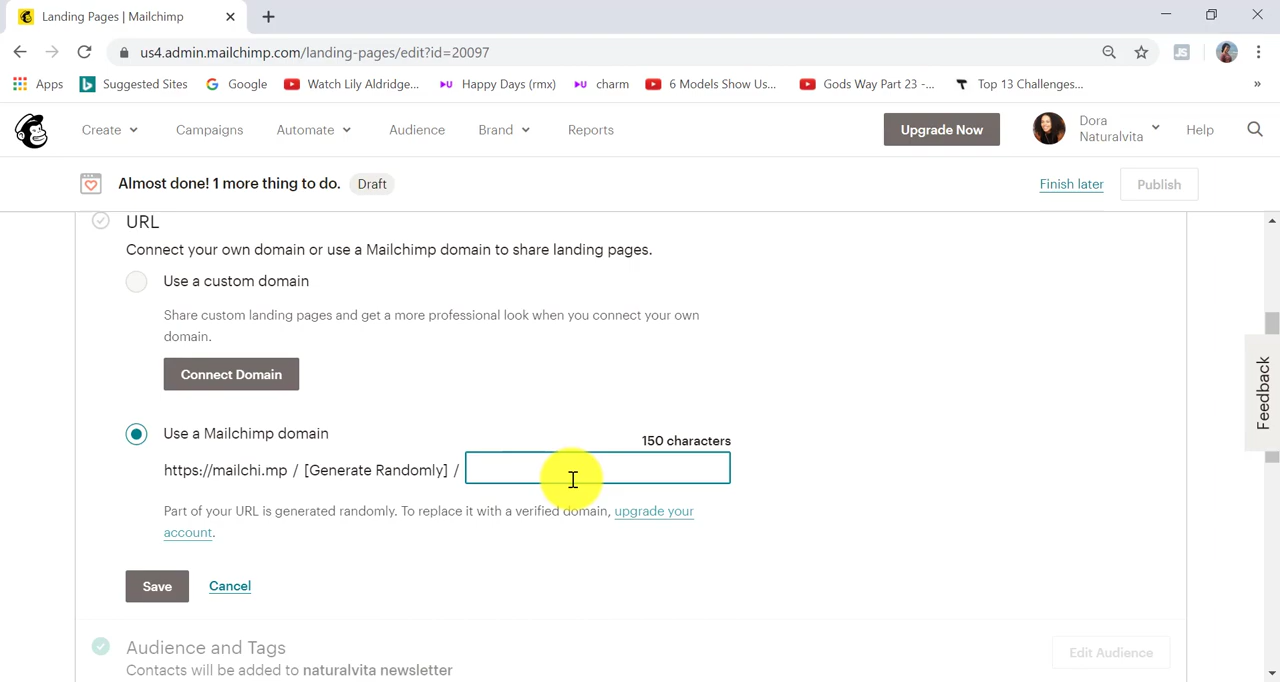 Landing Pages | Mailchimp
us4.admin.mailchimp.com/landing-pages/edit?id=20097
JS
Apps Suggested Sites Google Watch Lily Aldridge... Happy Days (rmx) charm 6 Models Show Us... Gods Way Part 23 -... Top 13 Challenges... »
Create Campaigns Automate Audience Brand Reports Upgrade Now Dora Help
Naturalvita
Almost done! 1 more thing to do. Draft Finish later Publish
URL
Connect your own domain or use a Mailchimp domain to share landing pages.
Use a custom domain
Share custom landing pages and get a more professional look when you connect your own
domain.
Connect Domain
Feedback
Use a Mailchimp domain
150 characters
https://mailchi.mp / [Generate Randomly] /
Part of your URL is generated randomly. To replace it with a verified domain, upgrade your
account.
Save Cancel
Audience and Tags Edit Audience
Contacts will be added to naturalvita newsletter